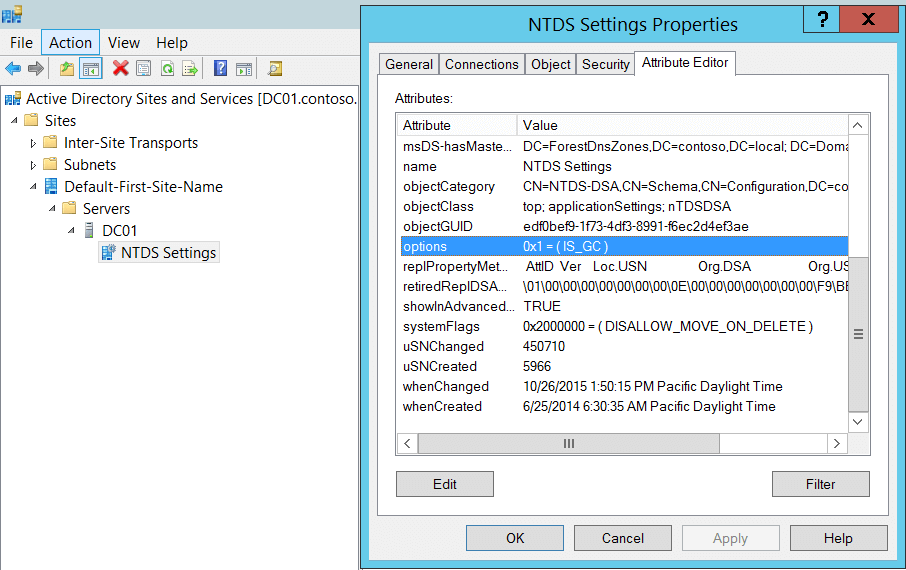 File Action View Help
Active Directory Sites and Services [DC01.contoso.
Sites
Inter-Site Transports
Subnets
Default-First-Site-Name
Servers
DC01
NTDS Settings
NTDS Settings Properties
? X
General Connections Object Security Attribute Editor
Attributes:
Attribute Value
msDS-hasMaste... DC=ForestDnsZones,DC=contoso,DC=local; DC=Doma
name NTDS Settings
objectCategory CN=NTDS-DSA,CN=Schema,CN=Configuration,DC=co
objectClass top; applicationSettings; nTDSDSA
objectGUID edf0bef9-1f73-4df3-8991-f6ec2d4ef3ae
options 0x1 = ( IS_GC )
replPropertyMet... AttID Ver Loc.USN Org.DSA Org.US
retiredReplDSA... \01\00\00\00\00\00\00\00\0E\00\00\00\00\00\00\00\F9\BE
showInAdvanced... TRUE
systemFlags 0x2000000 = ( DISALLOW_MOVE_ON_DELETE )
uSNChanged 450710
uSNCreated 5966
whenChanged 10/26/2015 1:50:15 PM Pacific Daylight Time
whenCreated 6/25/2014 6:30:35 AM Pacific Daylight Time
Edit Filter
OK Cancel Apply Help